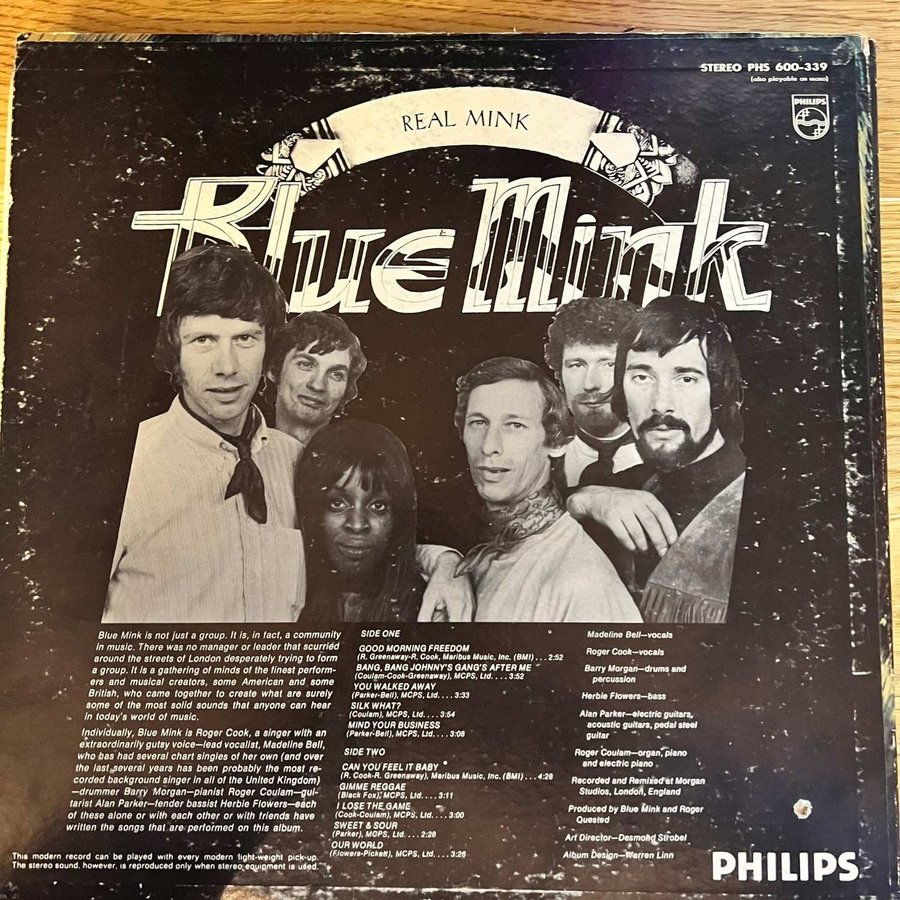 STEREO PHS 600-339
(also playable on mono)
PHILIPS
REAL MINK
Blue Mink
Blue Mink is not just a group. It is, in fact, a community
in music. There was no manager or leader that scurried
around the streets of London desperately trying to form
a group. It is a gathering of minds of the finest perform-
ers and musical creators, some American and some
British, who came together to create what are surely
some of the most solid sounds that anyone can hear
in today's world of music.
Individually, Blue Mink is Roger Cook, a singer with an
extraordinarily gutsy voice—lead vocalist, Madeline Bell,
who has had several chart singles of her own (and over
the last several years has been probably the most re-
corded background singer in all of the United Kingdom)
—drummer Barry Morgan—pianist Roger Coulam—gui-
tarist Alan Parker—fender bassist Herbie Flowers—each
of these alone or with each other or with friends have
written the songs that are performed on this album.
This modern record can be played with every modern light-weight pick-up.
The stereo sound, however, is reproduced only when stereo equipment is used.
SIDE ONE
GOOD MORNING FREEDOM
(R. Greenaway-R. Cook, Maribus Music, Inc. (BMI) . . . 2:52
BANG, BANG JOHNNY'S GANG'S AFTER ME
(Coulam-Cook-Greenaway), MCPS, Ltd. . . . 3:52
YOU WALKED AWAY
(Parker-Bell), MCPS, Ltd. . . . 3:33
SILK WHAT?
(Coulam), MCPS, Ltd. . . . 3:54
MIND YOUR BUSINESS
(Parker-Bell), MCPS, Ltd. . . . 3:08
SIDE TWO
CAN YOU FEEL IT BABY
(R. Cook-R. Greenaway), Maribus Music, Inc. (BMI) . . . 4:28
GIMME REGGAE
(Black Fox), MCPS, Ltd. . . . 3:11
I LOSE THE GAME
(Cook-Coulam), MCPS, Ltd. . . . 3:00
SWEET & SOUR
(Parker), MCPS, Ltd. . . . 2:28
OUR WORLD
(Flowers-Pickett), MCPS, Ltd. . . . 3:26
Madeline Bell—vocals
Roger Cook—vocals
Barry Morgan—drums and
percussion
Herbie Flowers—bass
Alan Parker—electric guitars,
acoustic guitars, pedal steel
guitar
Roger Coulam—organ, piano
and electric piano
Recorded and Remixed at Morgan
Studios, London, England
Produced by Blue Mink and Roger
Quested
Art Director—Desmond Strobel
Album Design—Warren Linn
PHILIPS